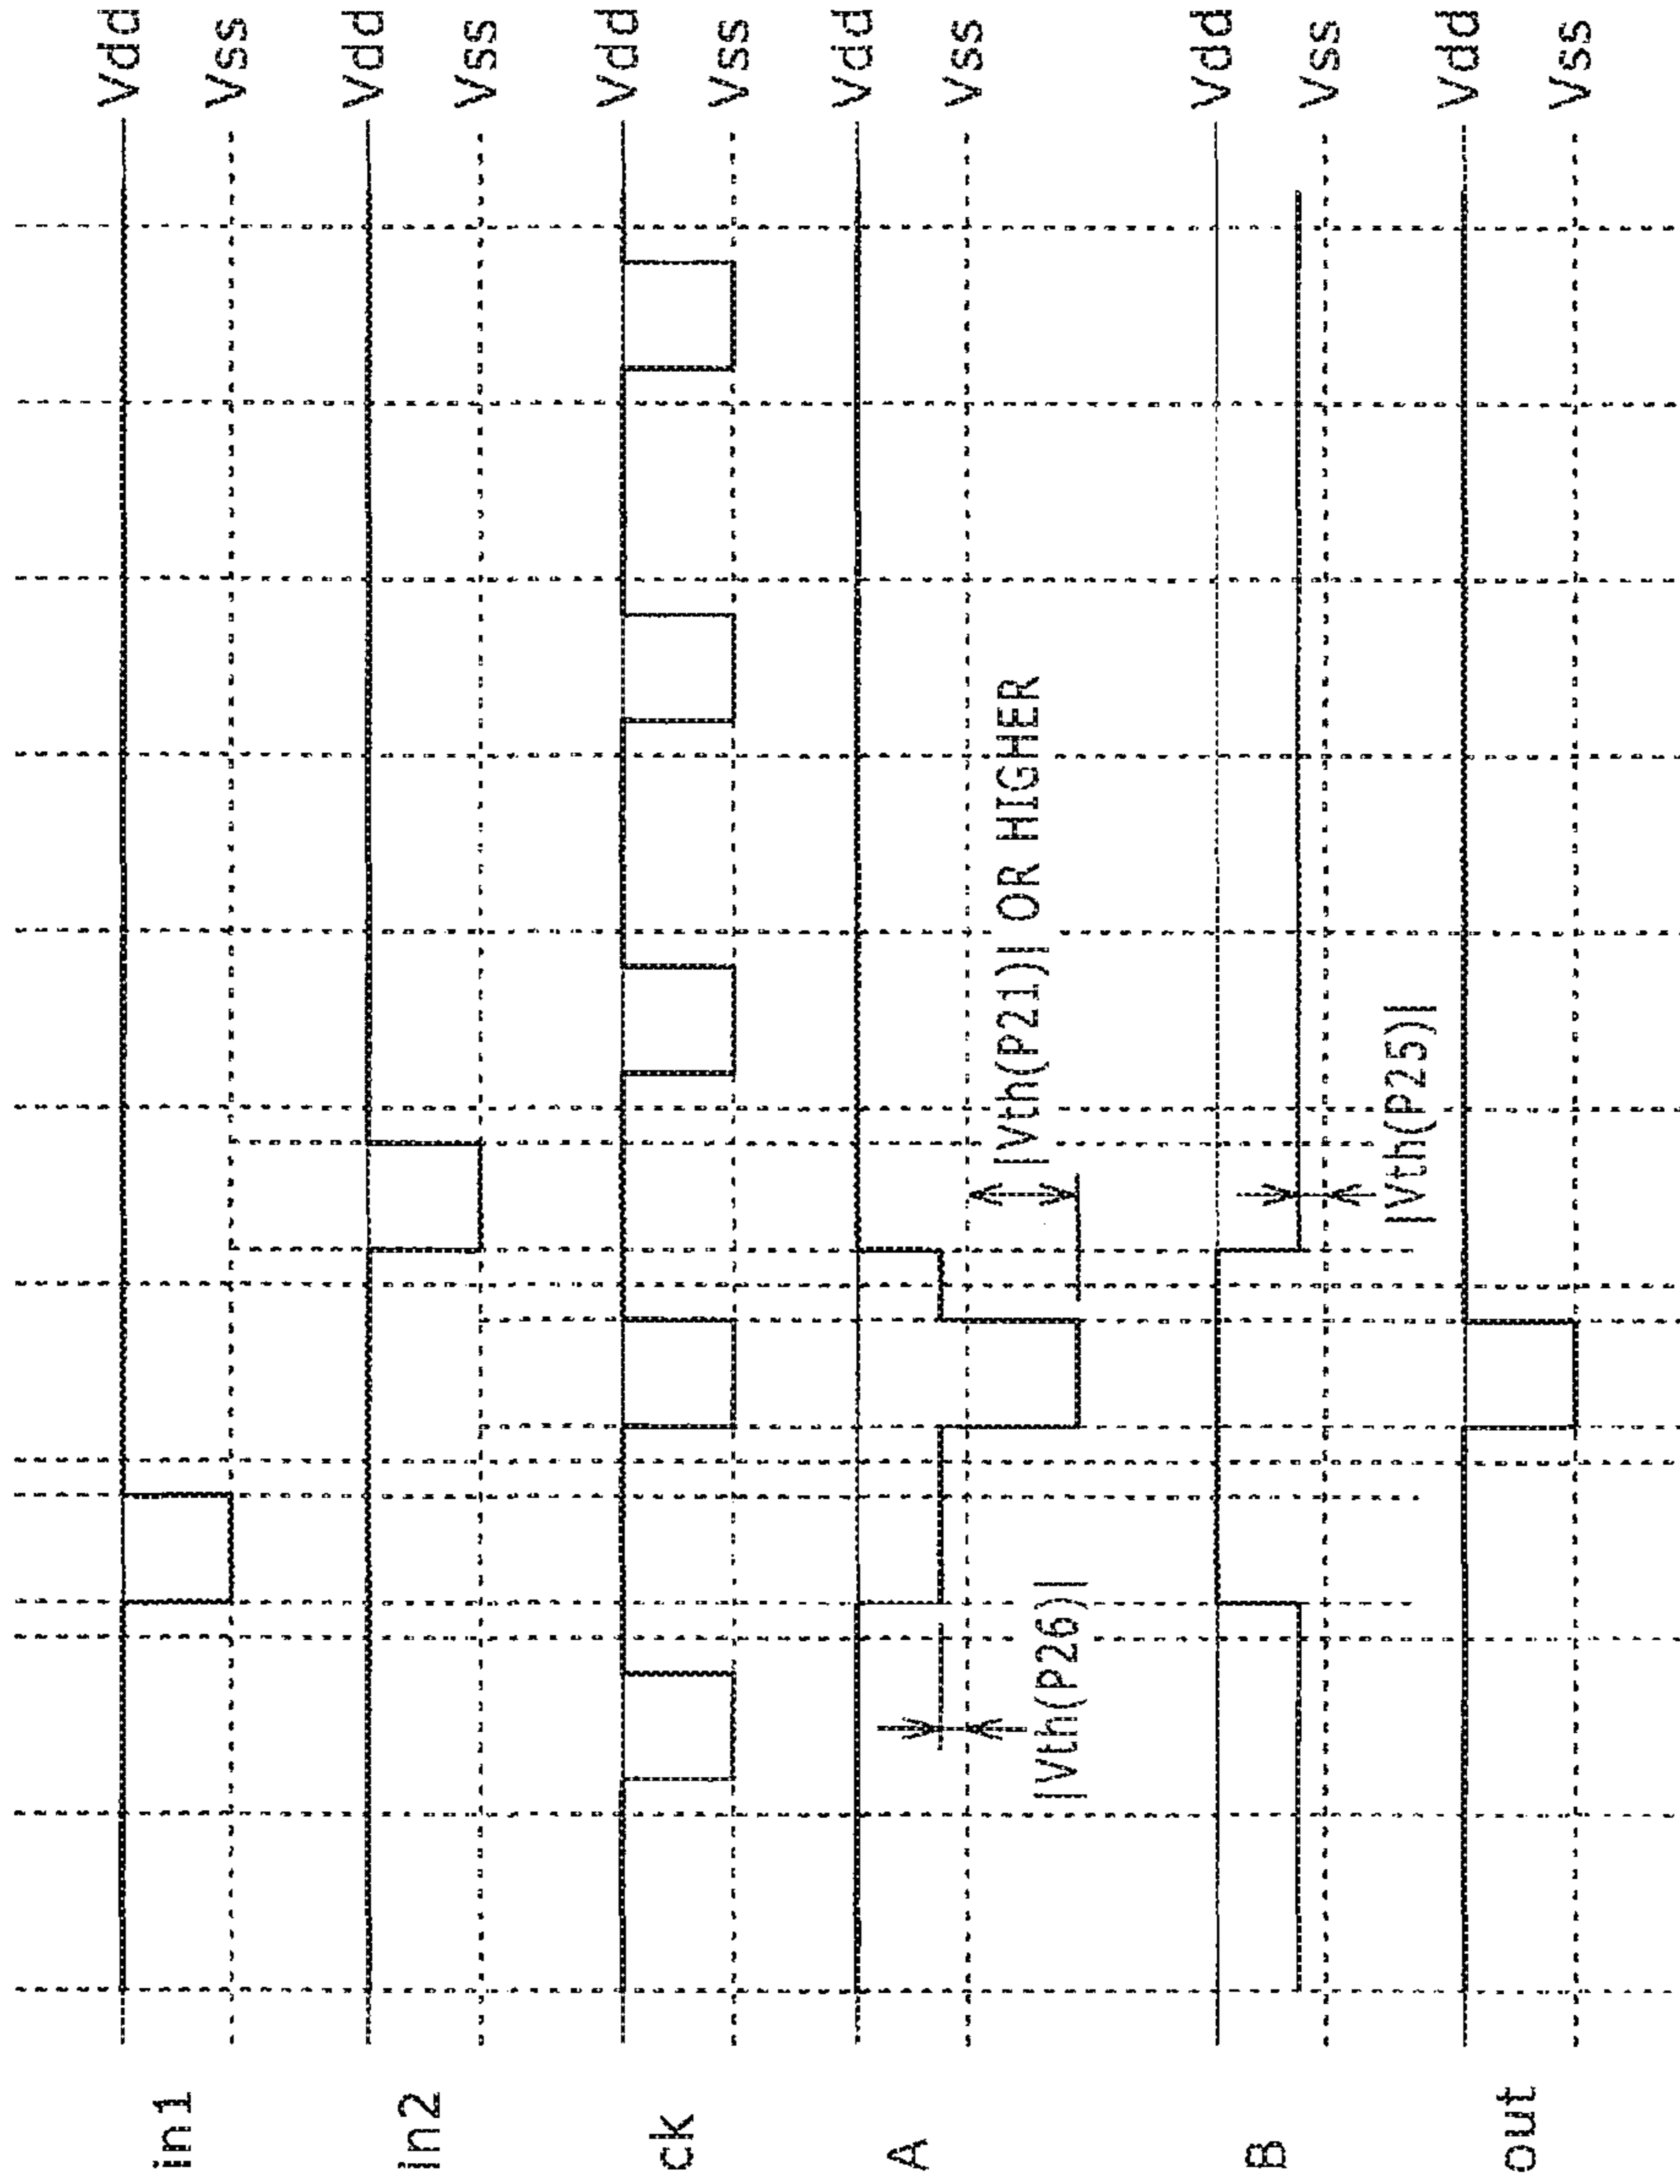 in1
Vdd
Vss
in2
Vdd
Vss
ck
Vdd
Vss
A
Vdd
Vss
|Vth(P26)|
|Vth(P21)| OR HIGHER
B
Vdd
Vss
|Vth(P25)|
out
Vdd
Vss